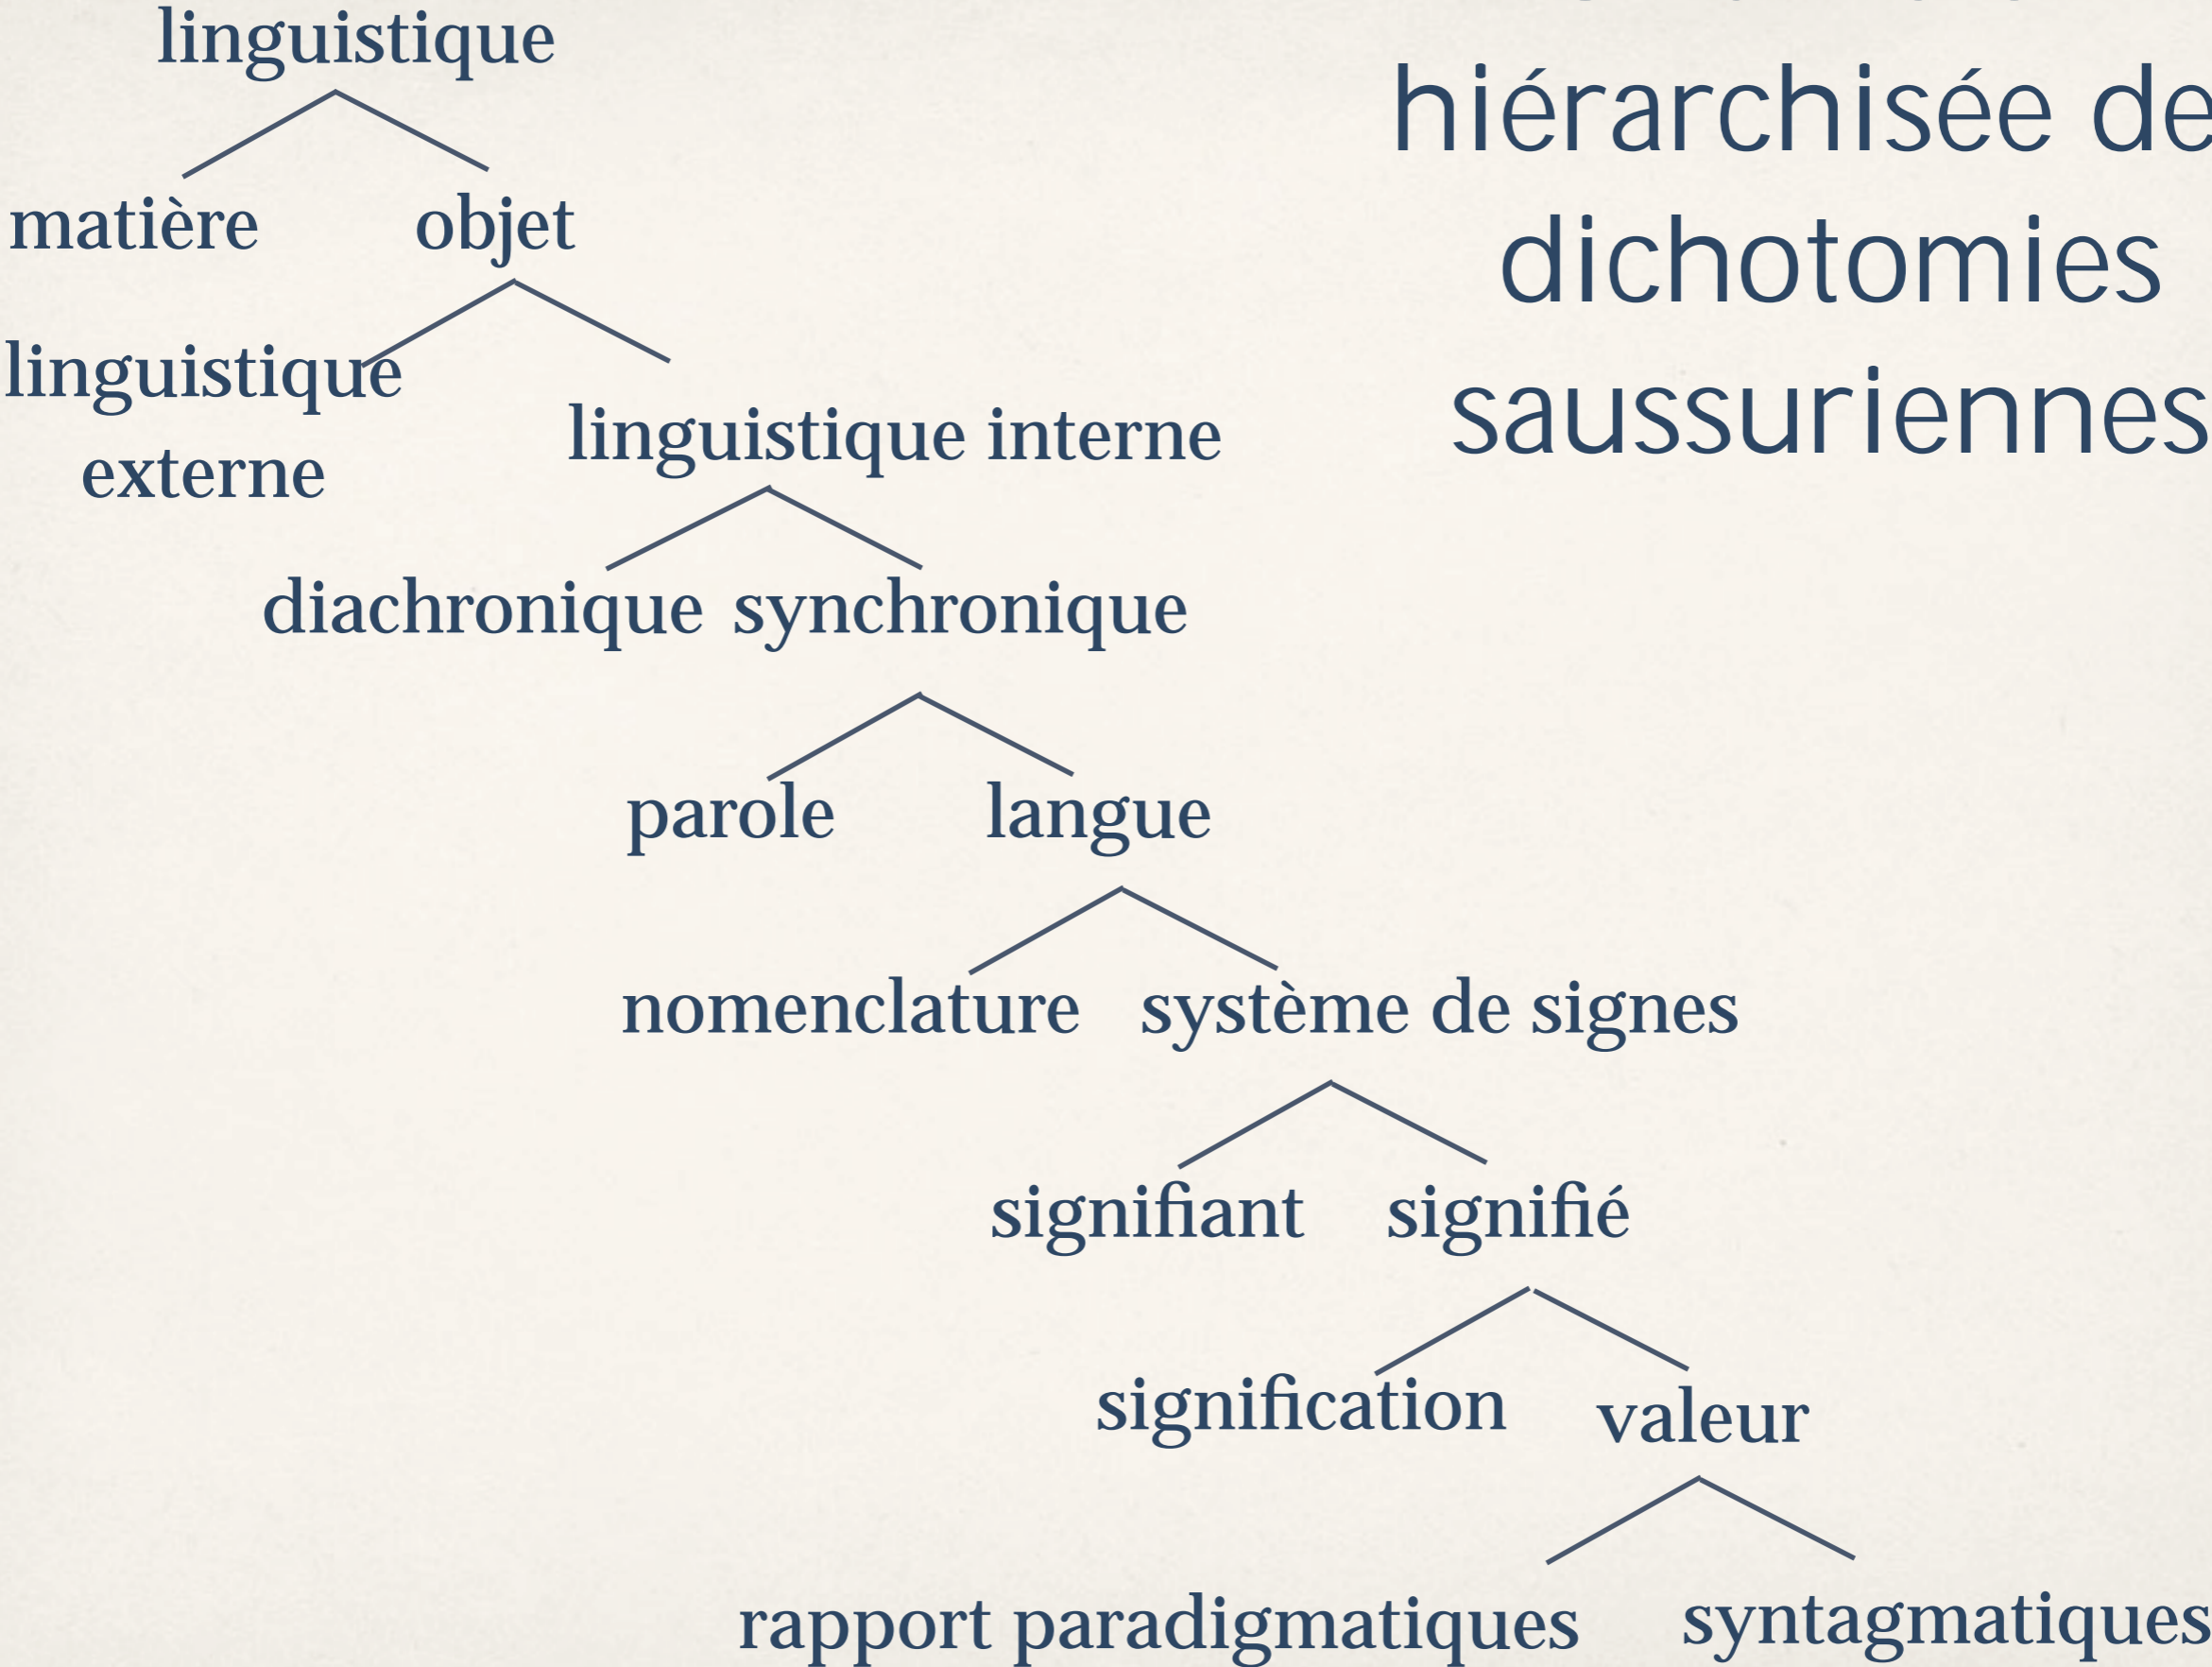 hiérarchisée de
dichotomies
saussuriennes
linguistique
matière objet
linguistique
externe
linguistique interne
diachronique synchronique
parole langue
nomenclature système de signes
signifiant signifié
signification valeur
rapport paradigmatiques syntagmatiques